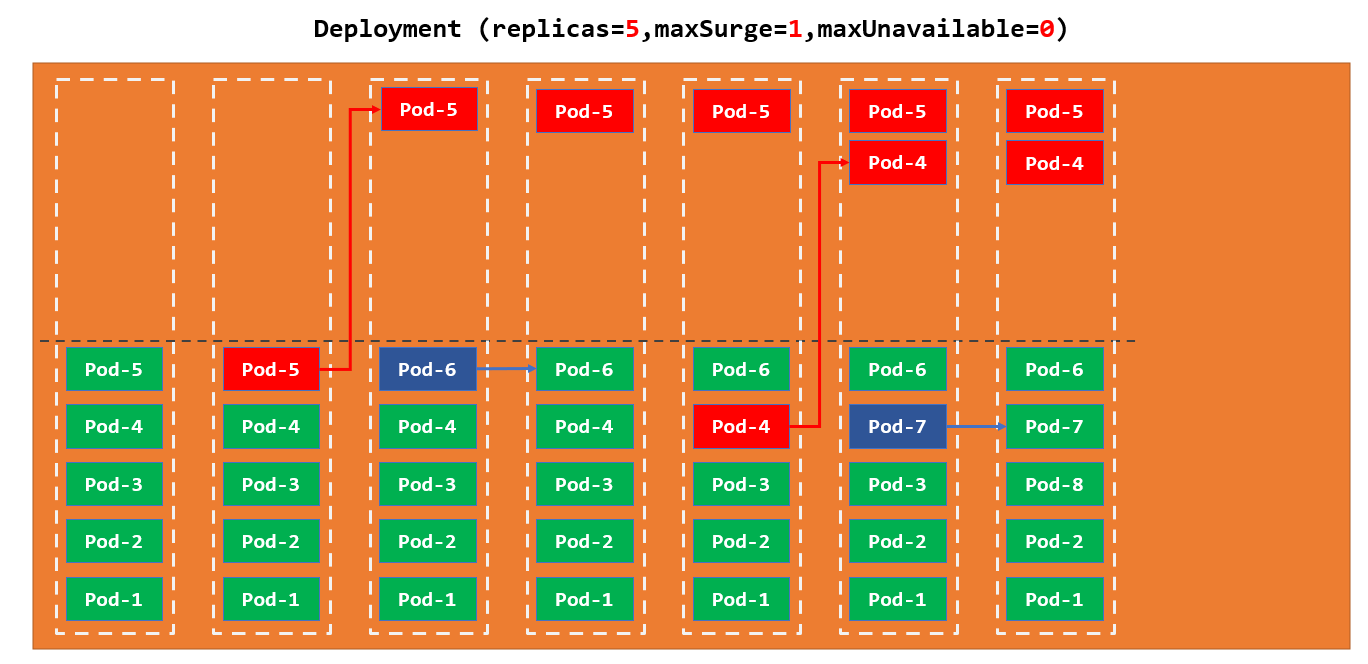 Deployment (replicas=5,maxSurge=1,maxUnavailable=0)
Pod-5 Pod-5 Pod-5 Pod-5 Pod-5
Pod-4 Pod-4
Pod-5 Pod-5 Pod-6 Pod-6 Pod-6 Pod-6 Pod-6
Pod-4 Pod-4 Pod-4 Pod-4 Pod-4 Pod-7 Pod-7
Pod-3 Pod-3 Pod-3 Pod-3 Pod-3 Pod-3 Pod-8
Pod-2 Pod-2 Pod-2 Pod-2 Pod-2 Pod-2 Pod-2
Pod-1 Pod-1 Pod-1 Pod-1 Pod-1 Pod-1 Pod-1